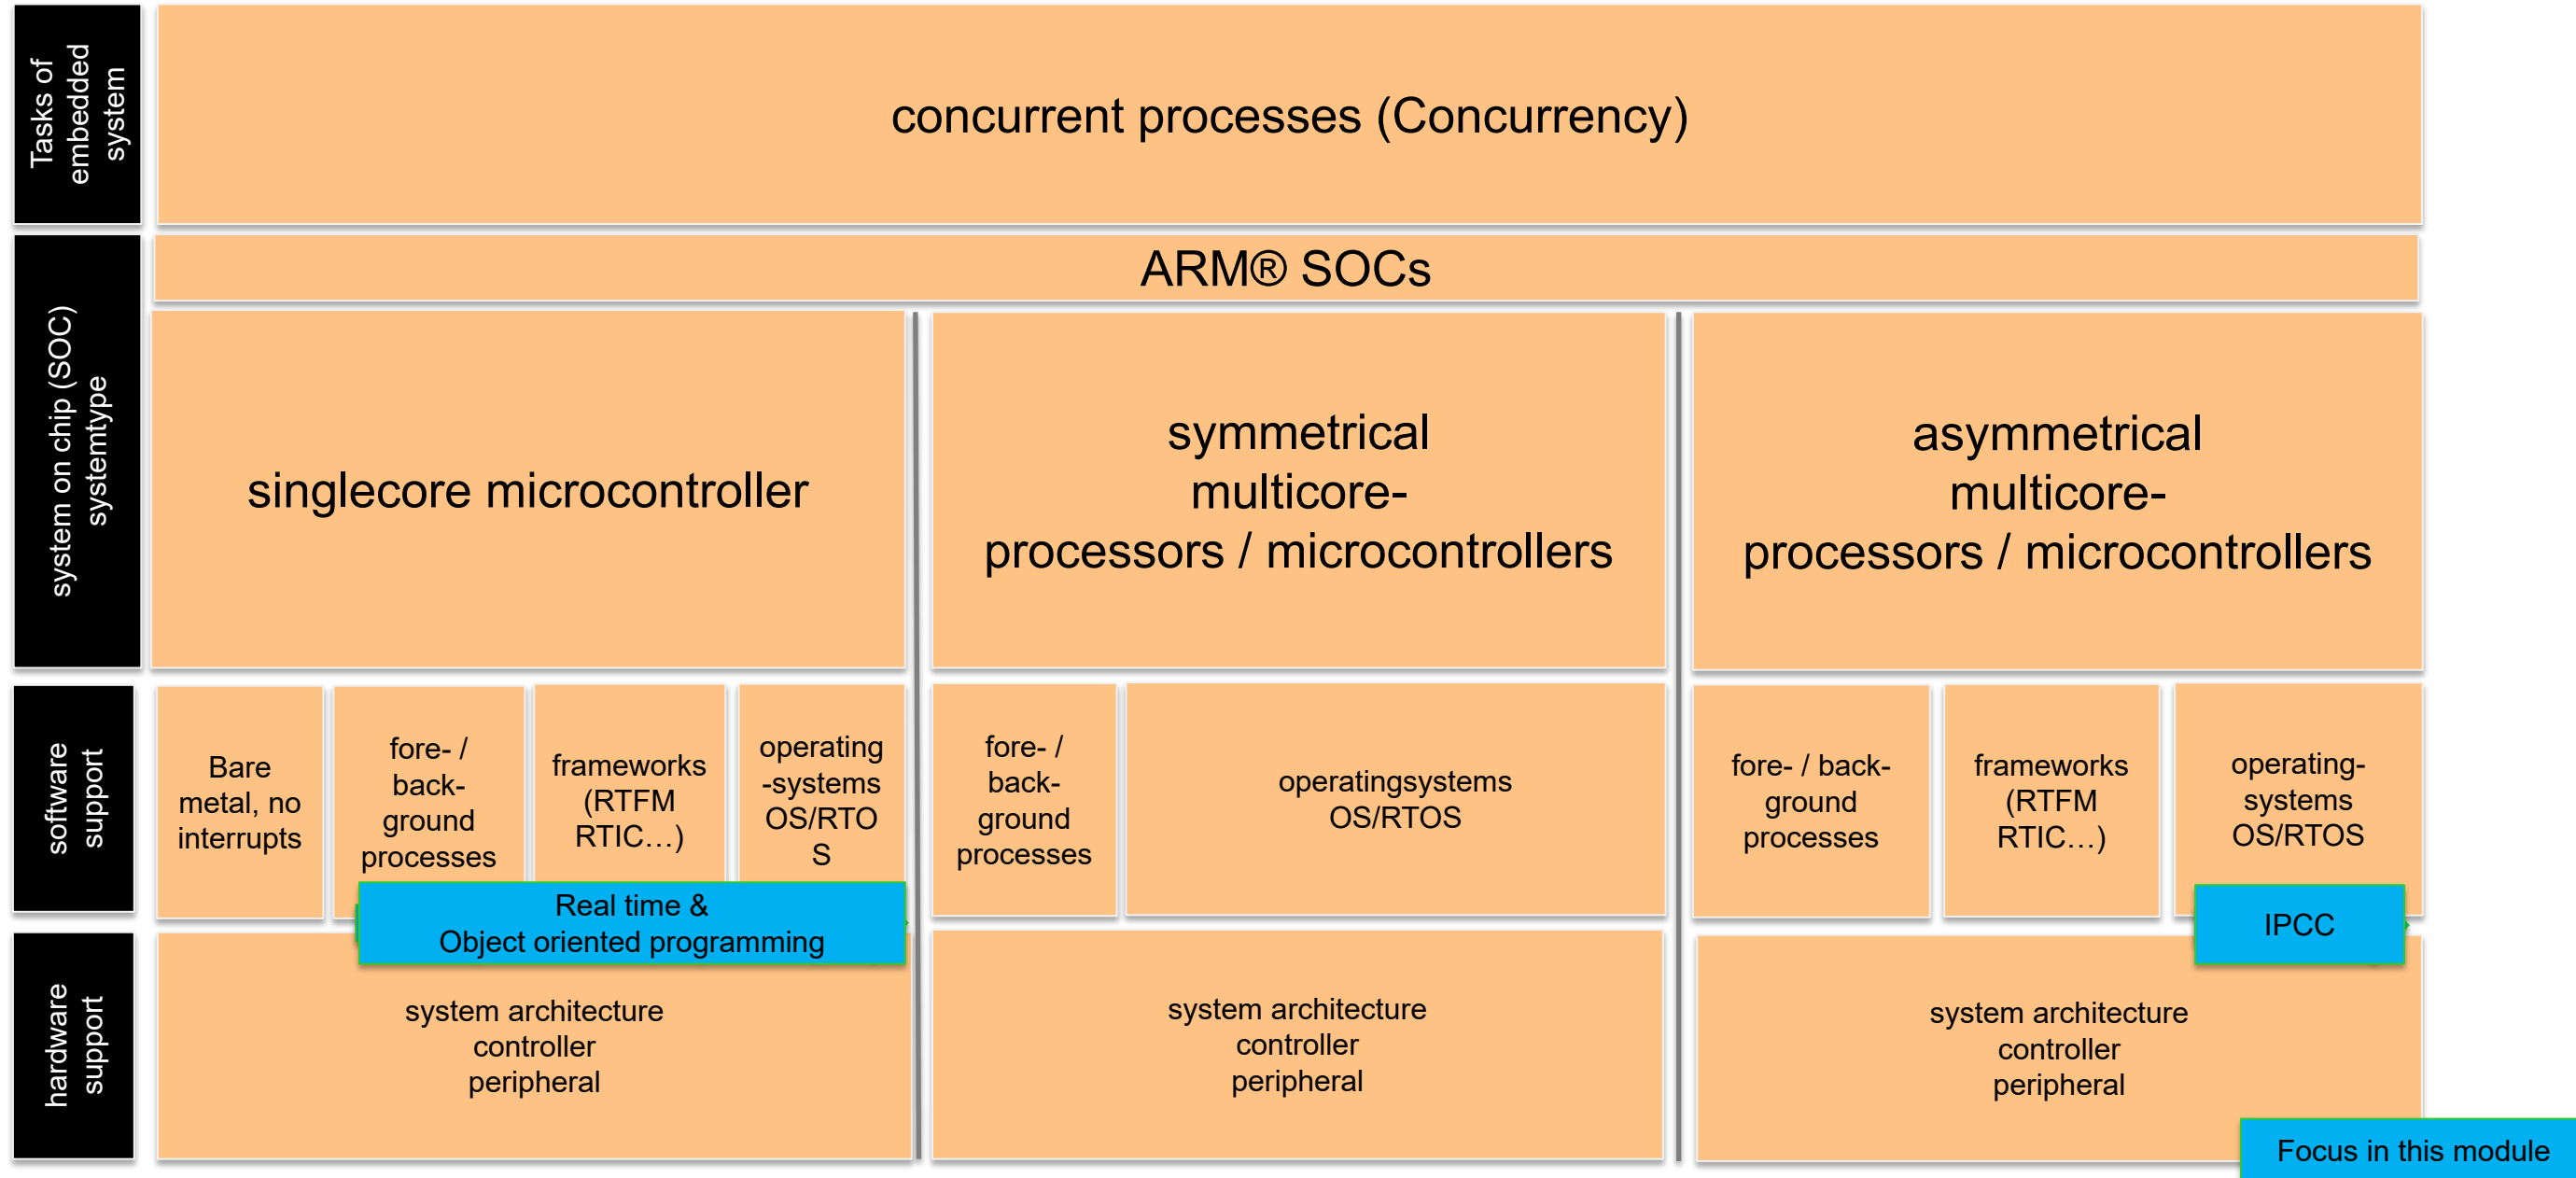 Tasks of
embedded
system
concurrent processes (Concurrency)
system on chip (SOC)
systemtype
ARM® SOCs
singlecore microcontroller
symmetrical
multicore-
processors / microcontrollers
asymmetrical
multicore-
processors / microcontrollers
software
support
Bare
metal, no
interrupts
fore- /
back-
ground
processes
frameworks
(RTFM
RTIC…)
operating
-systems
OS/RTO
S
fore- /
back-
ground
processes
operatingsystems
OS/RTOS
fore- / back-
ground
processes
frameworks
(RTFM
RTIC…)
operating-
systems
OS/RTOS
Real time &
Object oriented programming
IPCC
hardware
support
system architecture
controller
peripheral
system architecture
controller
peripheral
system architecture
controller
peripheral
Focus in this module